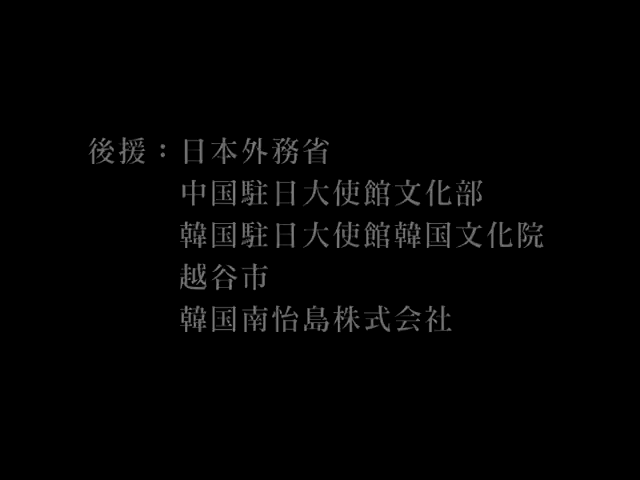 後援：日本外務省
中国駐日大使館文化部
韓国駐日大使館韓国文化院
越谷市
韓国南怡島株式会社